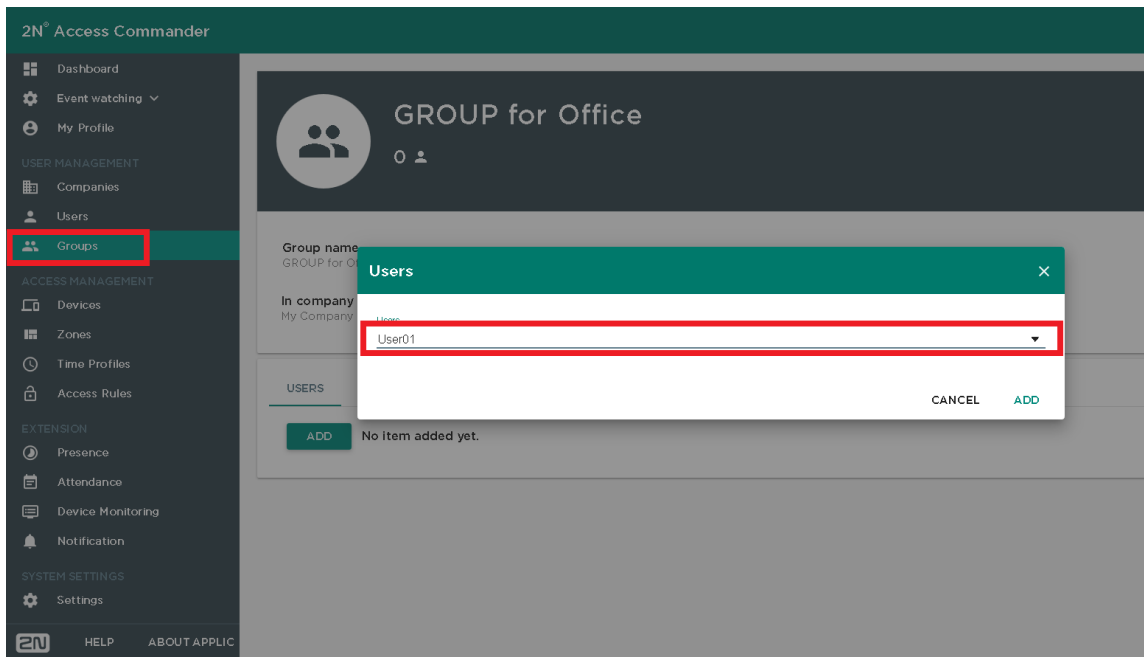 2N® Access Commander
Dashboard
Event watching
My Profile
USER MANAGEMENT
Companies
Users
Groups
ACCESS MANAGEMENT
Devices
Zones
Time Profiles
Access Rules
EXTENSION
Presence
Attendance
Device Monitoring
Notification
SYSTEM SETTINGS
Settings
2N HELP ABOUT APPLIC
GROUP for Office
0
Group name
GROUP for Of
In company
My Company
Users
Users
User01
CANCEL ADD
USERS
ADD No item added yet.